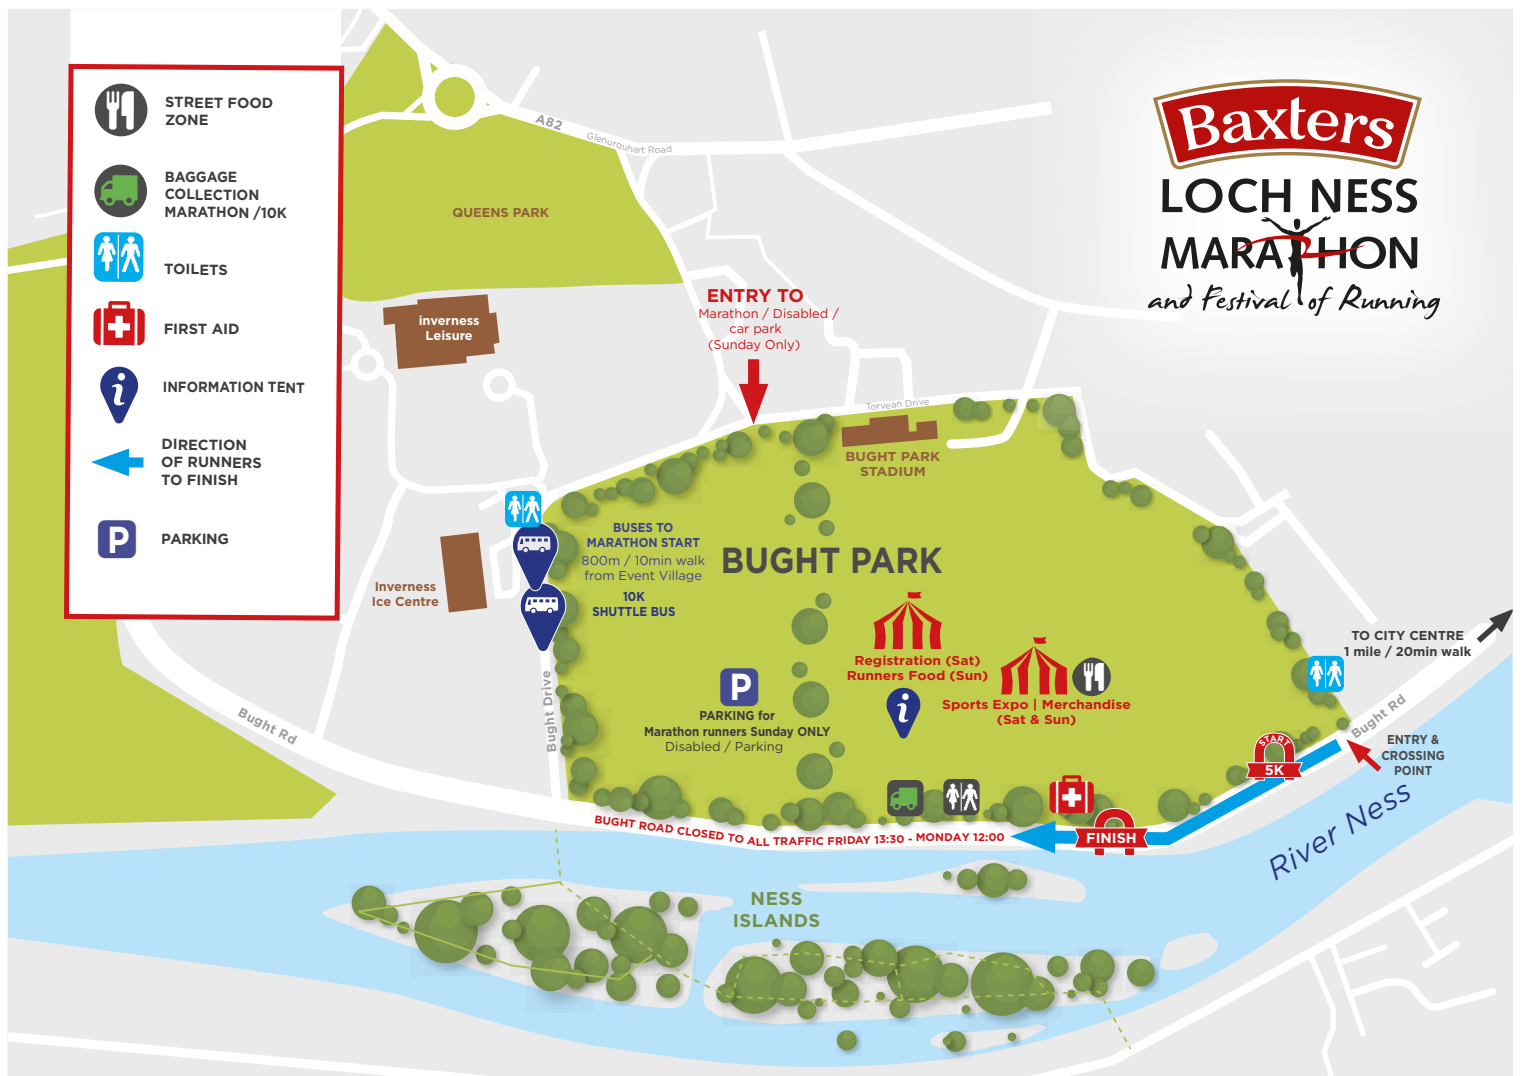 STREET FOOD
ZONE
BAGGAGE
COLLECTION
MARATHON /10K
TOILETS
FIRST AID
i
INFORMATION TENT
DIRECTION
OF RUNNERS
TO FINISH
P
PARKING
Baxters
LOCH NESS
MARATHON
and Festival of Running
A82
Glenurquhart Road
QUEENS PARK
inverness
Leisure
ENTRY TO
Marathon / Disabled /
car park
(Sunday Only)
Torvean Drive
BUGHT PARK
STADIUM
BUSES TO
MARATHON START
800m / 10min walk
from Event Village
10K
SHUTTLE BUS
BUGHT PARK
Inverness
Ice Centre
Registration (Sat)
Runners Food (Sun)
i
Sports Expo | Merchandise
(Sat & Sun)
P
PARKING for
Marathon runners Sunday ONLY
Disabled / Parking
TO CITY CENTRE
1 mile / 20min walk
Bught Rd
Bught Drive
Bught Rd
START
5K
ENTRY &
CROSSING
POINT
BUGHT ROAD CLOSED TO ALL TRAFFIC FRIDAY 13:30 - MONDAY 12:00
FINISH
River Ness
NESS
ISLANDS